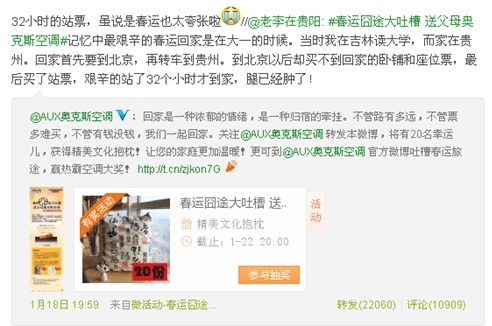 32小时的站票，虽说是春运也太夸张啦//@老李在贵阳: #春运囧途大吐槽 送父母奥
克斯空调#记忆中最艰辛的春运回家是在大一的时候。当时我在吉林读大学，而家在贵
州。回家首先要到北京，再转车到贵州。到北京以后却买不到回家的卧铺和座位票，最
后买了站票，艰辛的站了32个小时才到家，腿已经肿了！
@AUX奥克斯空调：回家是一种浓郁的情绪，是一种归宿的牵挂。不管路有多远，不管票
多难买，不管有钱没钱，我们一起回家。关注@AUX奥克斯空调 转发本微博，将有20名幸运
儿，获得精美文化抱枕！让您的家庭更加温暖！更可到@AUX奥克斯空调 官方微博吐槽春运旅
途，赢热霸空调大奖！ http://t.cn/zjkon7G
有奖活动
20份
春运囧途大吐槽 送..
精美文化抱枕
截止：1-22 20:00
参与抽奖
活动
1月18日 19:59 来自微活动-春运囧途...
转发(22060) 评论(10909)